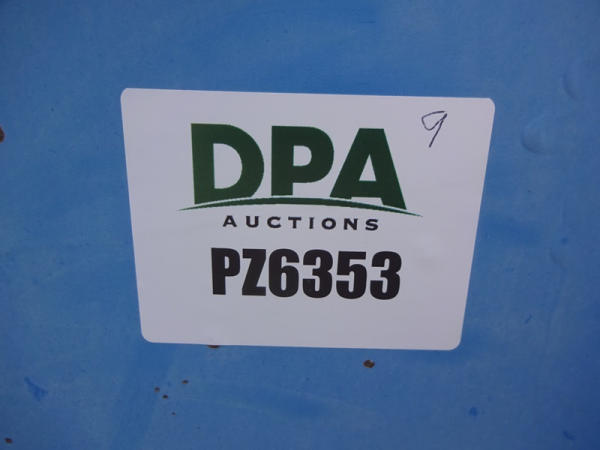 9
DPA
AUCTIONS
PZ6353